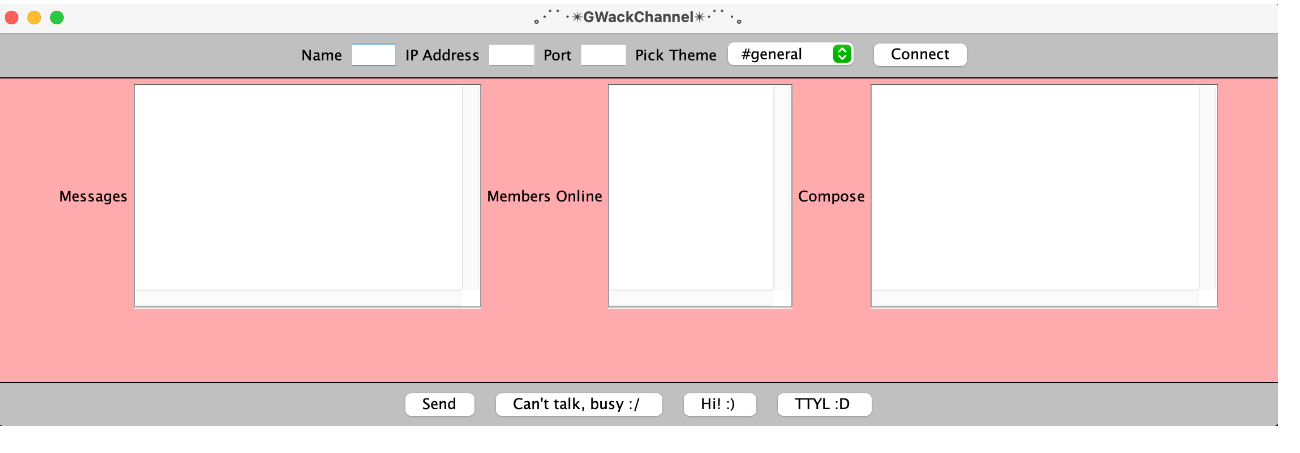 ｡･ﾟﾟ･✴GWackChannel✴･ﾟﾟ･｡
Name IP Address Port Pick Theme #general Connect
Messages Members Online Compose
Send Can't talk, busy :/ Hi! :) TTYL :D